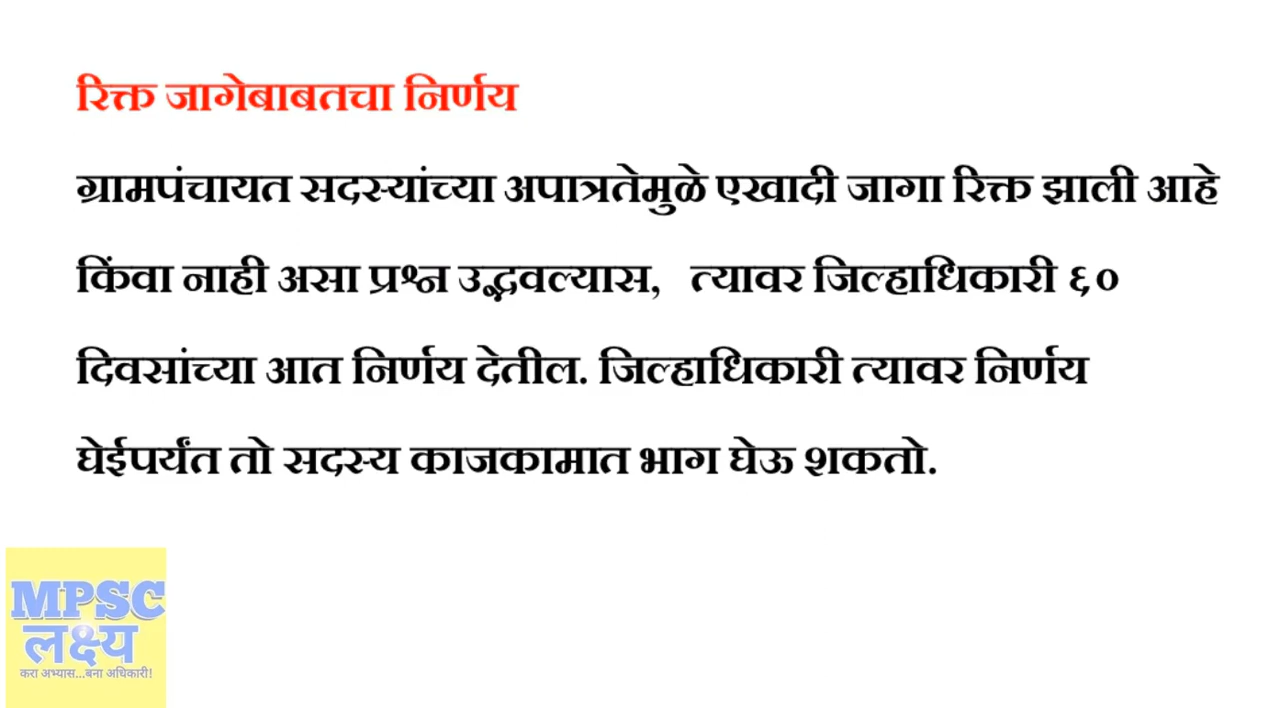 रिक्त जागेबाबतचा निर्णय
ग्रामपंचायत सदस्यांच्या अपात्रतेमुळे एखादी जागा रिक्त झाली आहे
किंवा नाही असा प्रश्न उद्भवल्यास, त्यावर जिल्हाधिकारी ६०
दिवसांच्या आत निर्णय देतील. जिल्हाधिकारी त्यावर निर्णय
घेईपर्यंत तो सदस्य काजकामात भाग घेऊ शकतो.
MPSC
लक्ष्य
करा अभ्यास...बना अधिकारी!